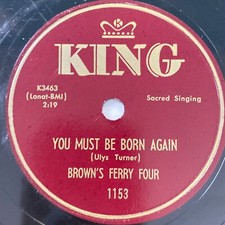 KING
K3463
(Lonat-BMI)
2:19
Sacred Singing
YOU MUST BE BORN AGAIN
(Ulys Turner)
BROWN'S FERRY FOUR
1153